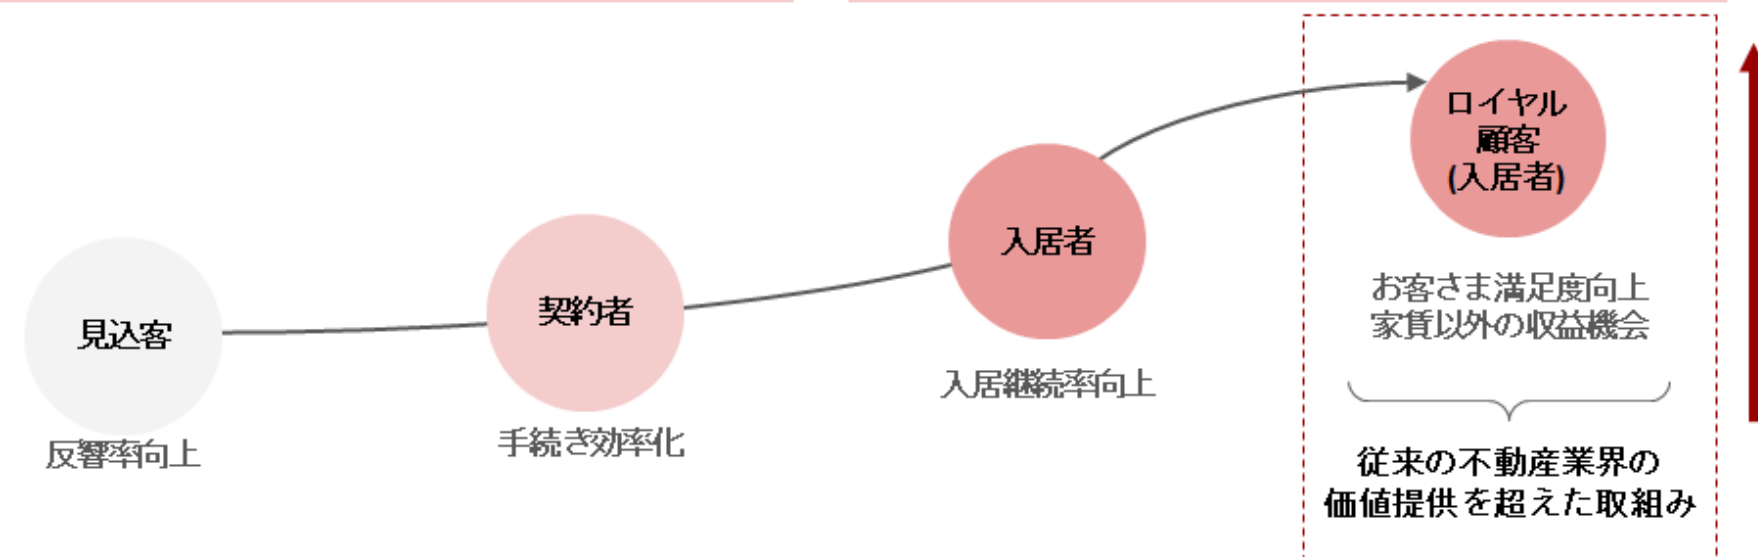 見込客
反響率向上
契約者
手続き効率化
入居者
入居継続率向上
ロイヤル
顧客
(入居者)
お客さま満足度向上
家賃以外の収益機会
従来の不動産業界の
価値提供を超えた取組み